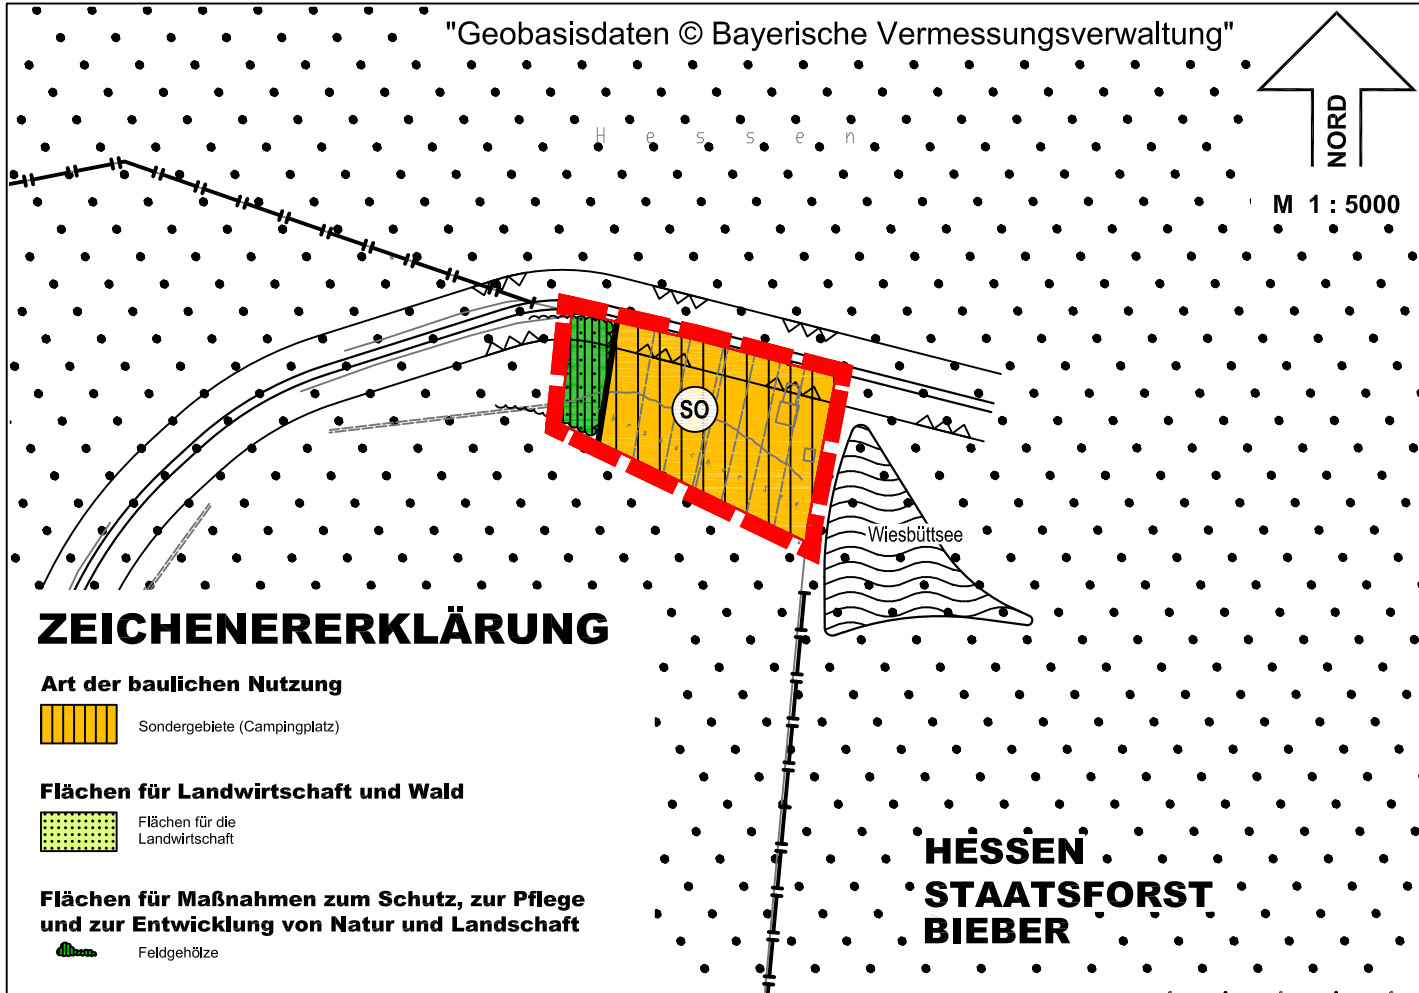 "Geobasisdaten © Bayerische Vermessungsverwaltung"
NORD
M 1 : 5000
Hessen
SO
Wiesbüttsee
ZEICHENERERKLÄRUNG
Art der baulichen Nutzung
Sondergebiete (Campingplatz)
Flächen für Landwirtschaft und Wald
Flächen für die
Landwirtschaft
Flächen für Maßnahmen zum Schutz, zur Pflege
und zur Entwicklung von Natur und Landschaft
Feldgehölze
HESSEN
STAATSFORST
BIEBER